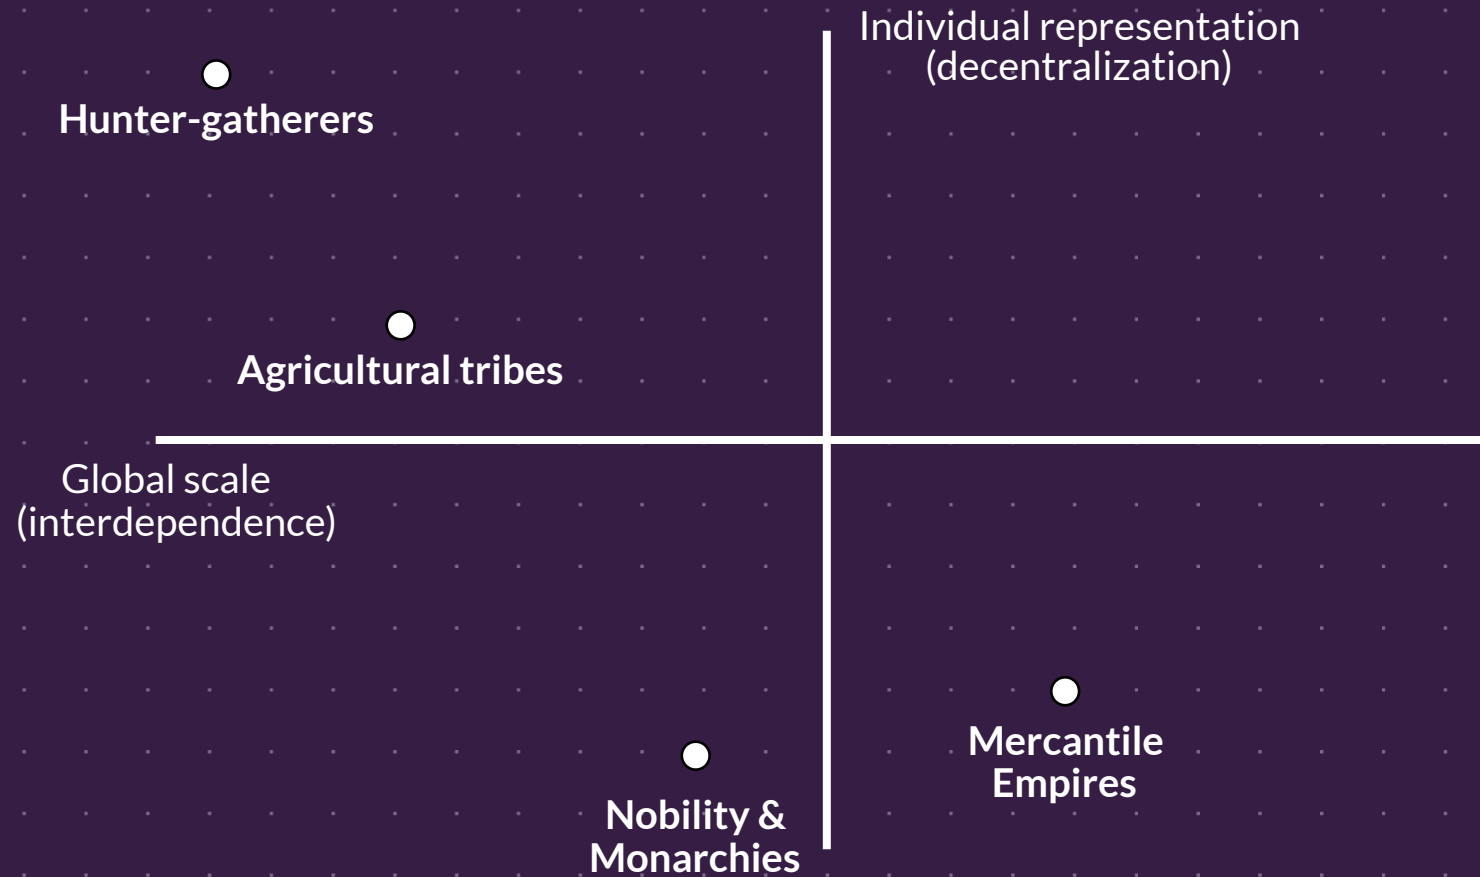 Individual representation
(decentralization)
Hunter-gatherers
Agricultural tribes
Global scale
(interdependence)
Mercantile
Empires
Nobility &
Monarchies